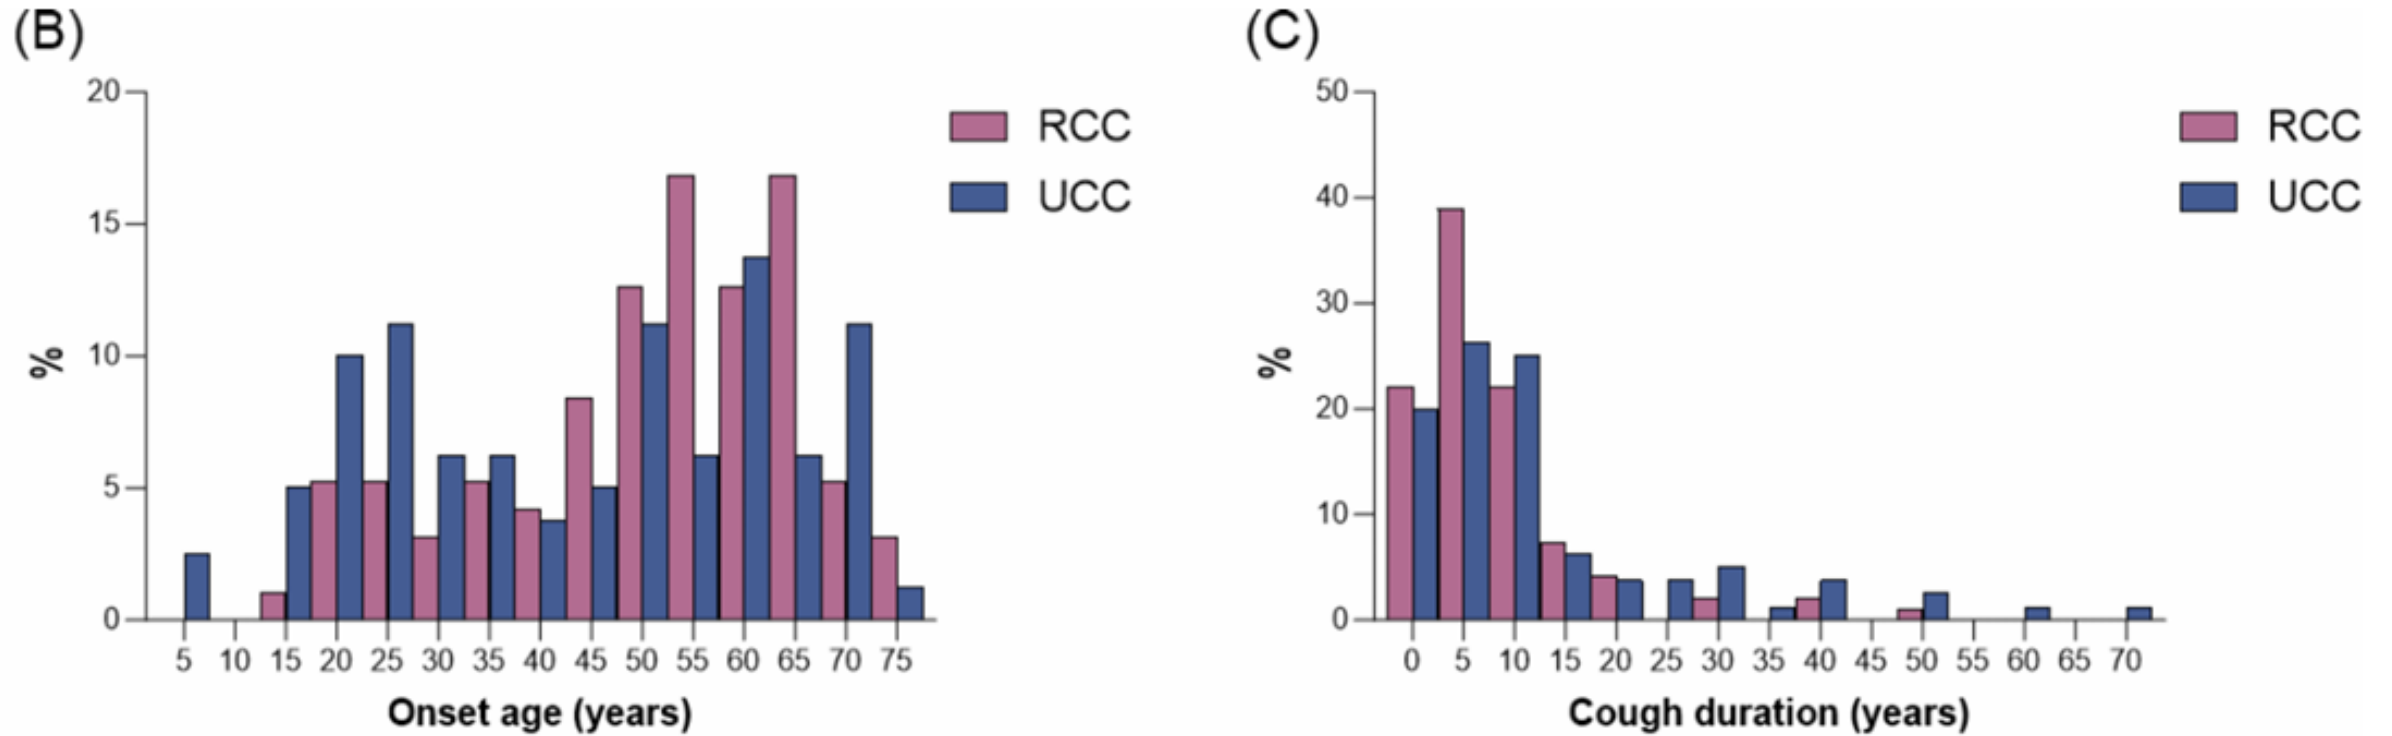 (B)
20
15
10
5
0
%
5 10 15 20 25 30 35 40 45 50 55 60 65 70 75
Onset age (years)
RCC
UCC
(C)
50
40
30
20
10
0
%
0 5 10 15 20 25 30 35 40 45 50 55 60 65 70
Cough duration (years)
RCC
UCC